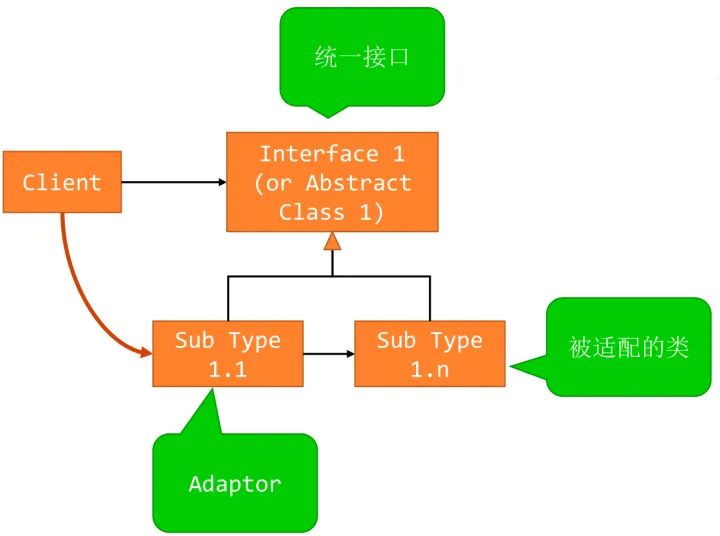 统一接口
Client
Interface 1
(or Abstract
Class 1)
Sub Type
1.1
Sub Type
1.n
被适配的类
Adaptor